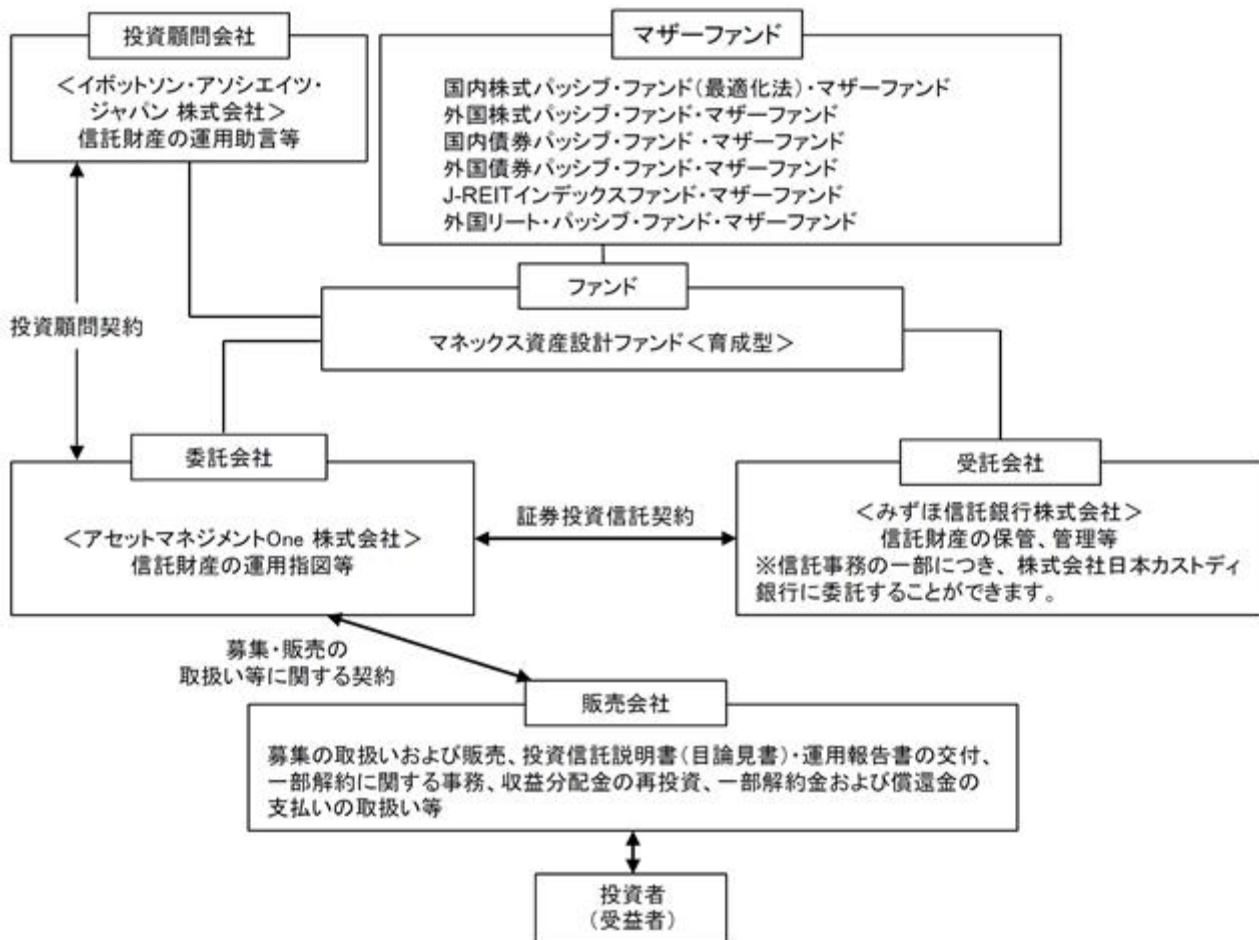 投資顧問会社
＜イボットソン・アソシエイツ・
ジャパン 株式会社＞
信託財産の運用助言等
マザーファンド
国内株式パッシブ・ファンド(最適化法)・マザーファンド
外国株式パッシブ・ファンド・マザーファンド
国内債券パッシブ・ファンド ・マザーファンド
外国債券パッシブ・ファンド・マザーファンド
J-REITインデックスファンド・マザーファンド
外国リート・パッシブ・ファンド・マザーファンド
ファンド
マネックス資産設計ファンド＜育成型＞
投資顧問契約
委託会社
＜アセットマネジメントOne 株式会社＞
信託財産の運用指図等
証券投資信託契約
受託会社
＜みずほ信託銀行株式会社＞
信託財産の保管、管理等
※信託事務の一部につき、株式会社日本カストディ
銀行に委託することができます。
募集・販売の
取扱い等に関する契約
販売会社
募集の取扱いおよび販売、投資信託説明書(目論見書)・運用報告書の交付、
一部解約に関する事務、収益分配金の再投資、一部解約金および償還金の
支払いの取扱い等
投資者
（受益者）